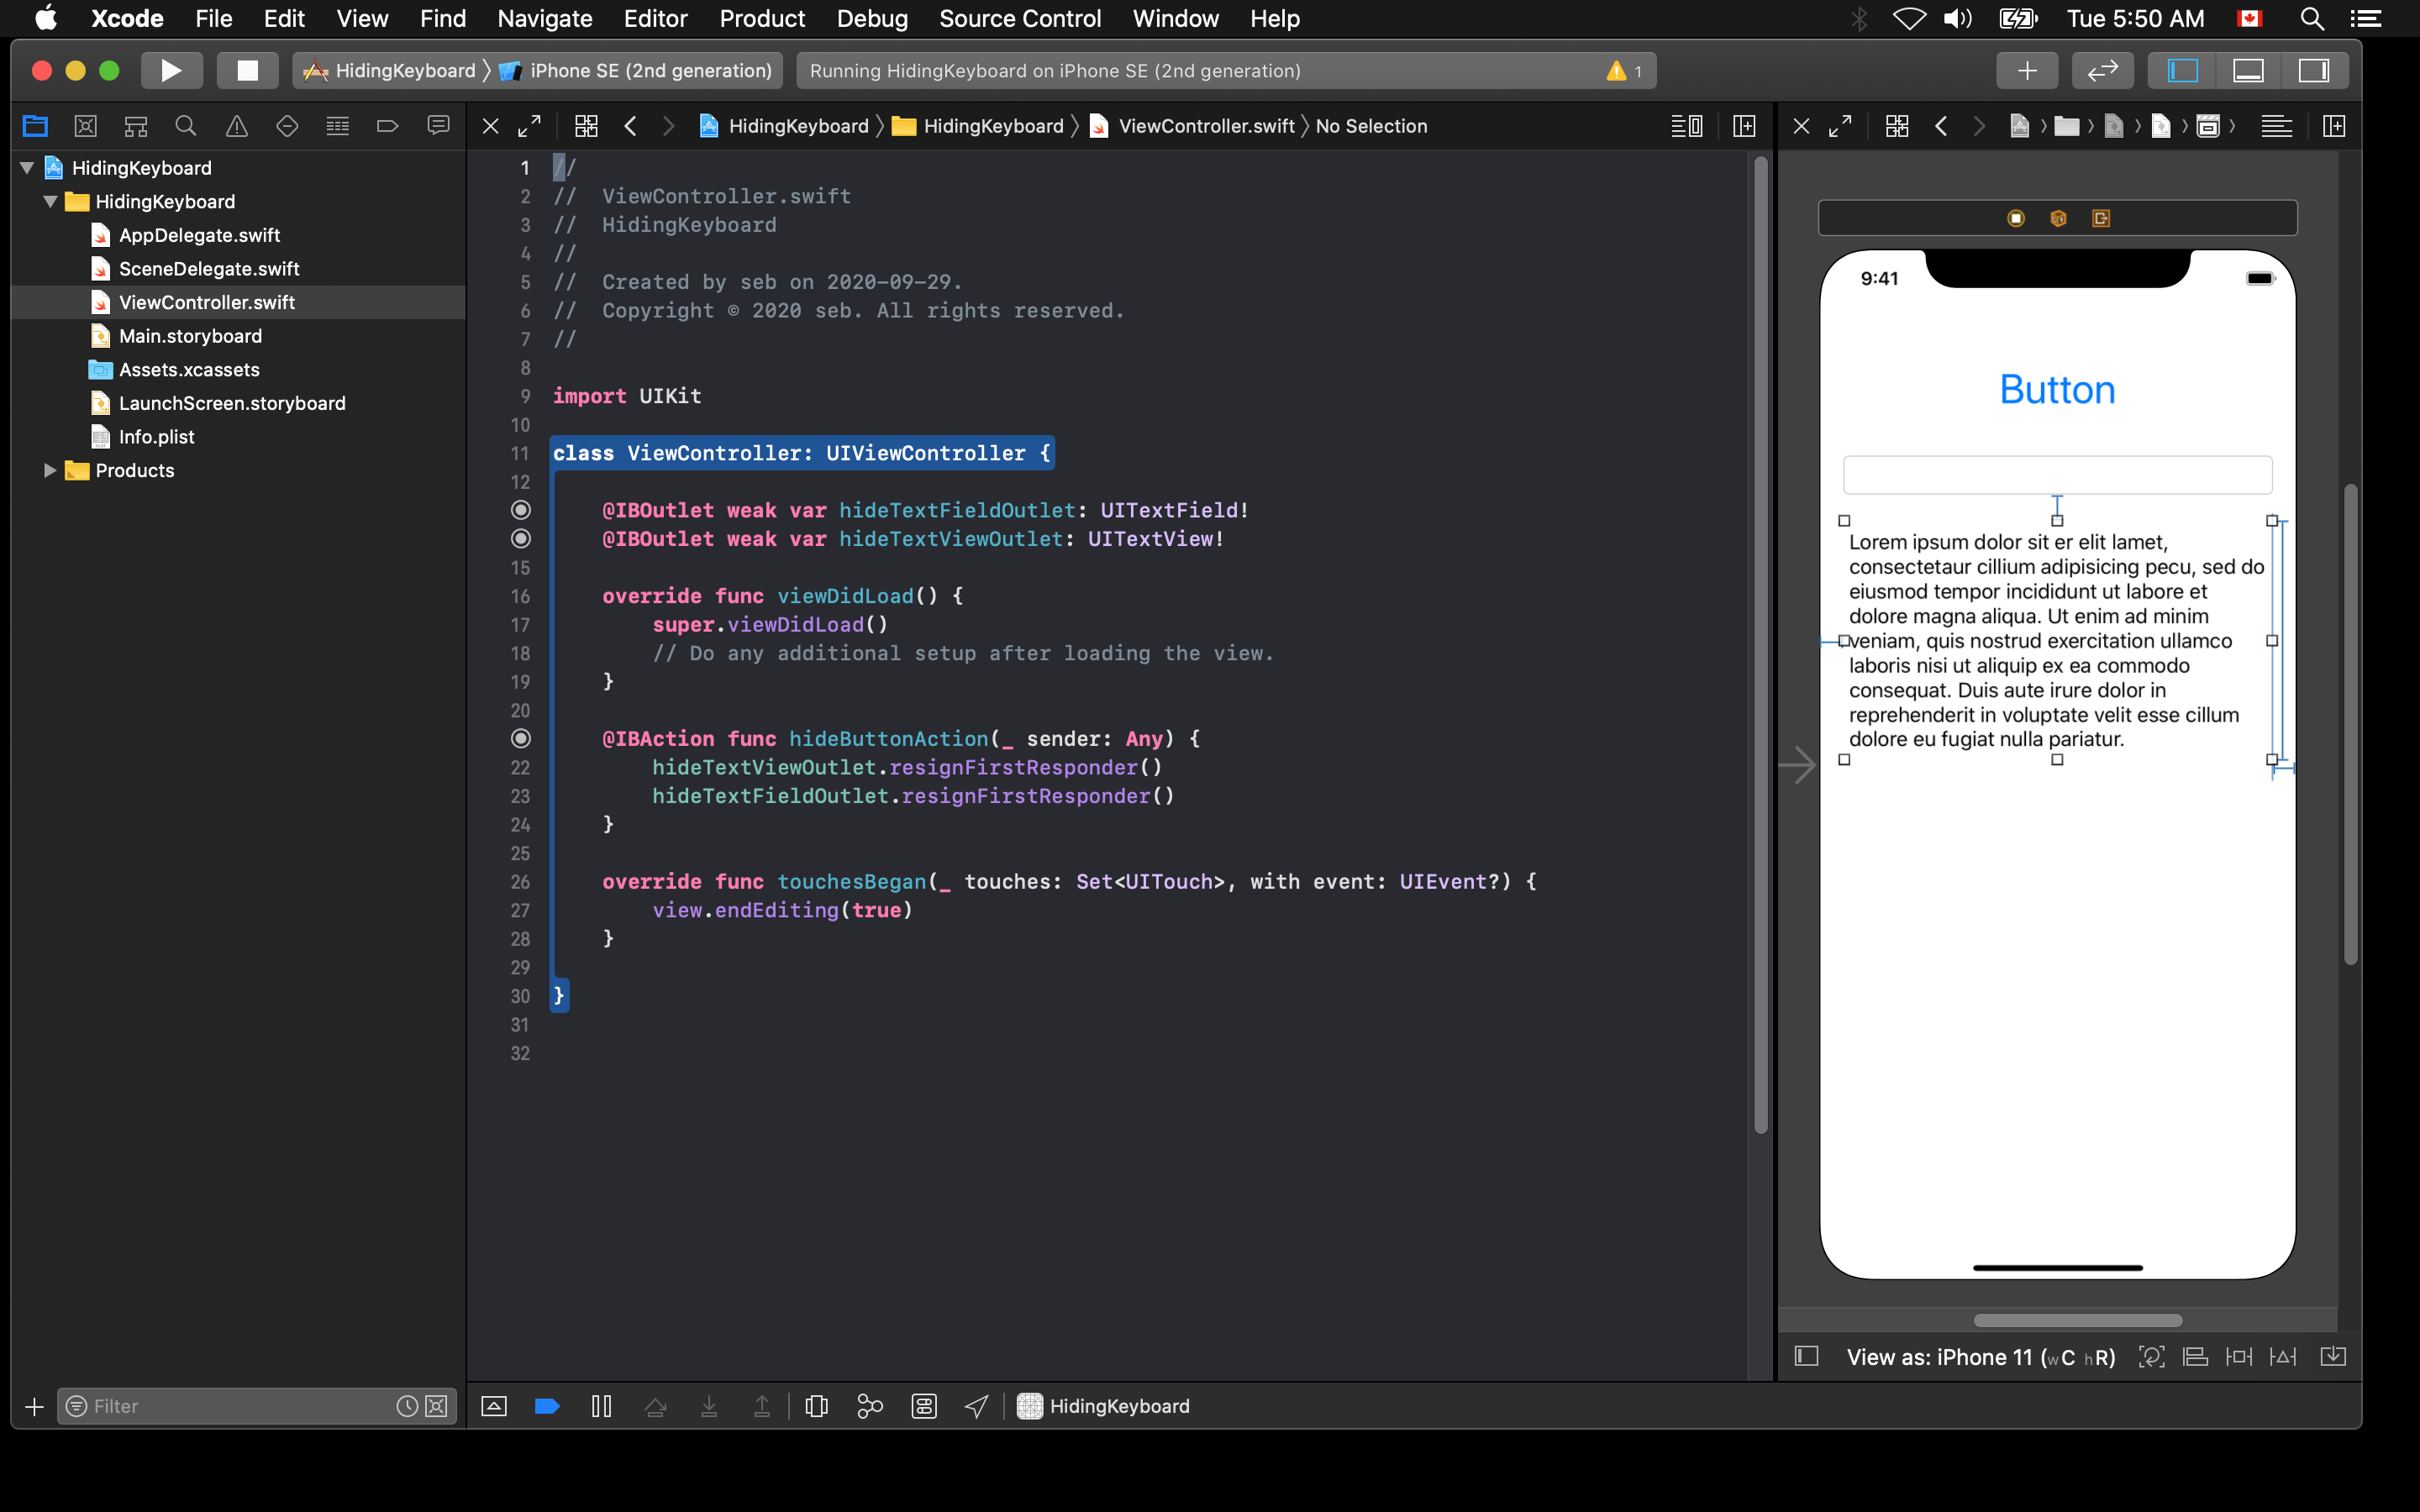 Xcode File Edit View Find Navigate Editor Product Debug Source Control Window Help Tue 5:50 AM
HidingKeyboard iPhone SE (2nd generation) Running HidingKeyboard on iPhone SE (2nd generation) 1
HidingKeyboard HidingKeyboard ViewController.swift No Selection
HidingKeyboard
HidingKeyboard
AppDelegate.swift
SceneDelegate.swift
ViewController.swift
Main.storyboard
Assets.xcassets
LaunchScreen.storyboard
Info.plist
Products
Filter
1 //
2 //  ViewController.swift
3 //  HidingKeyboard
4 //
5 //  Created by seb on 2020-09-29.
6 //  Copyright © 2020 seb. All rights reserved.
7 //
8
9 import UIKit
10
11 class ViewController: UIViewController {
12
@IBOutlet weak var hideTextFieldOutlet: UITextField!
@IBOutlet weak var hideTextViewOutlet: UITextView!
15
16 override func viewDidLoad() {
17 super.viewDidLoad()
18 // Do any additional setup after loading the view.
19 }
20
@IBAction func hideButtonAction(_ sender: Any) {
22 hideTextViewOutlet.resignFirstResponder()
23 hideTextFieldOutlet.resignFirstResponder()
24 }
25
26 override func touchesBegan(_ touches: Set<UITouch>, with event: UIEvent?) {
27 view.endEditing(true)
28 }
29
30 }
31
32
HidingKeyboard
9:41
Button
Lorem ipsum dolor sit er elit lamet,
consectetaur cillium adipisicing pecu, sed do
eiusmod tempor incididunt ut labore et
dolore magna aliqua. Ut enim ad minim
veniam, quis nostrud exercitation ullamco
laboris nisi ut aliquip ex ea commodo
consequat. Duis aute irure dolor in
reprehenderit in voluptate velit esse cillum
dolore eu fugiat nulla pariatur.
View as: iPhone 11 (wC hR)